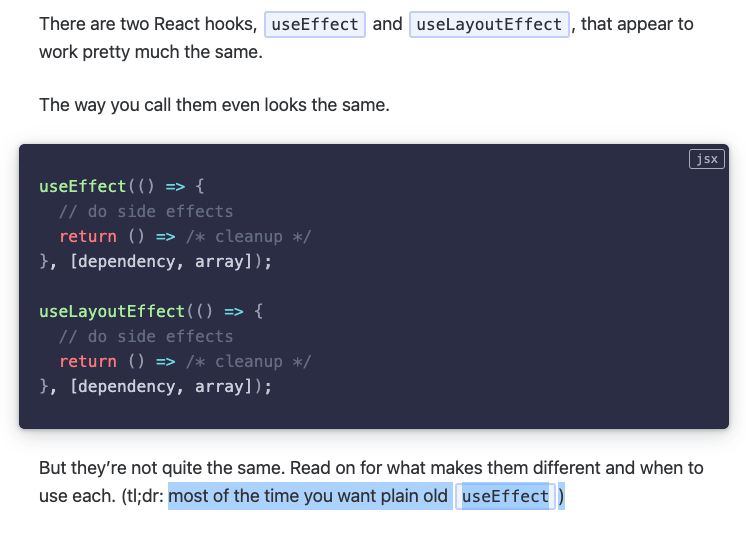 There are two React hooks, useEffect and useLayoutEffect, that appear to
work pretty much the same.
The way you call them even looks the same.
jsx
useEffect(() => {
  // do side effects
  return () => /* cleanup */
}, [dependency, array]);
useLayoutEffect(() => {
  // do side effects
  return () => /* cleanup */
}, [dependency, array]);
But they’re not quite the same. Read on for what makes them different and when to
use each. (tl;dr: most of the time you want plain old useEffect )